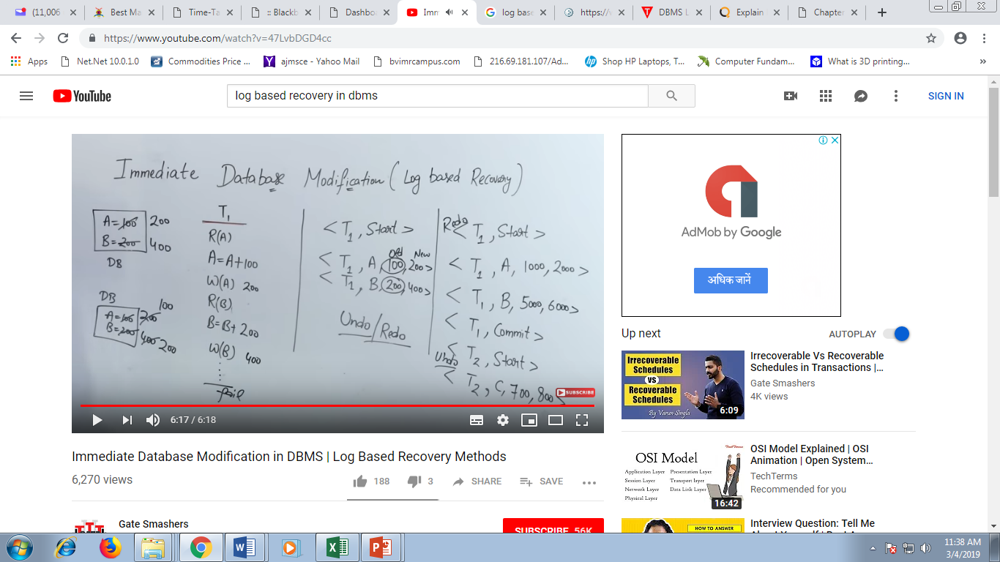 (11,006
Best Ma
Time-Ta
:: Blackb
Dashbo
Imm
log base
https://v
DBMS L
Explain
Chapter
https://www.youtube.com/watch?v=47LvbDGD4cc
Apps
Net.Net 10.0.1.0
Commodities Price ...
ajmsce - Yahoo Mail
bvimrcampus.com
216.69.181.107/Ad...
Shop HP Laptops, T...
Computer Fundam...
What is 3D printing...
»
YouTube
log based recovery in dbms
SIGN IN
Immediate Database Modification (Log based Recovery)
A=100 200
B=200 400
DB
DB
100
A=100 200
B=200 400 200
T1
R(A)
A=A+100
W(A) 200
R(B)
B=B+200
W(B) 400
fail
<T1, Start>
Old New
<T1, A, 100, 200>
<T1, B, 200, 400>
Undo/Redo
Redo
<T1, Start>
<T1, A, 1000, 2000>
<T1, B, 5000, 6000>
<T1, Commit>
Undo
<T2, Start>
<T2, C, 700, 800>
SUBSCRIBE
6:17 / 6:18
Immediate Database Modification in DBMS | Log Based Recovery Methods
6,270 views
188
3
SHARE
SAVE
Gate Smashers
SUBSCRIBE 56K
AdMob by Google
अधिक जानें
Up next
AUTOPLAY
Irrecoverable
Schedules
VS
Recoverable
Schedules
By Varun Singla
6:09
Irrecoverable Vs Recoverable
Schedules in Transactions |...
Gate Smashers
4K views
OSI Model
Application Layer Presentation Layer
Session Layer Transport layer
Network Layer Data Link Layer
Physical Layer
TechTerms
16:42
OSI Model Explained | OSI
Animation | Open System...
TechTerms
Recommended for you
HOW TO ANSWER
Interview Question: Tell Me
11:38 AM
3/4/2019